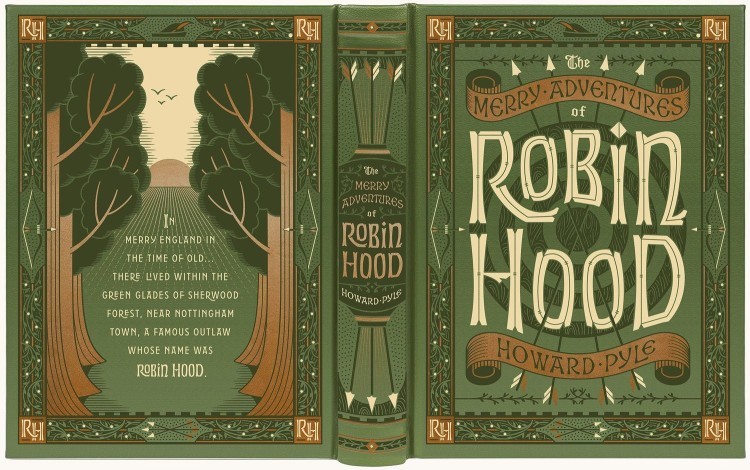 RH
RH
IN
MERRY ENGLAND IN
THE TIME OF OLD...
THERE LIVED WITHIN THE
GREEN GLADES OF SHERWOOD
FOREST, NEAR NOTTINGHAM
TOWN, A FAMOUS OUTLAW
WHOSE NAME WAS
ROBIN HOOD.
RH
RH
The
MERRY
ADVENTURES
of
ROBIN
HOOD
HOWARD·PYLE
RH
RH
The
MERRY·ADVENTURES
of
ROBIN
HOOD
HOWARD·PYLE
RH
RH